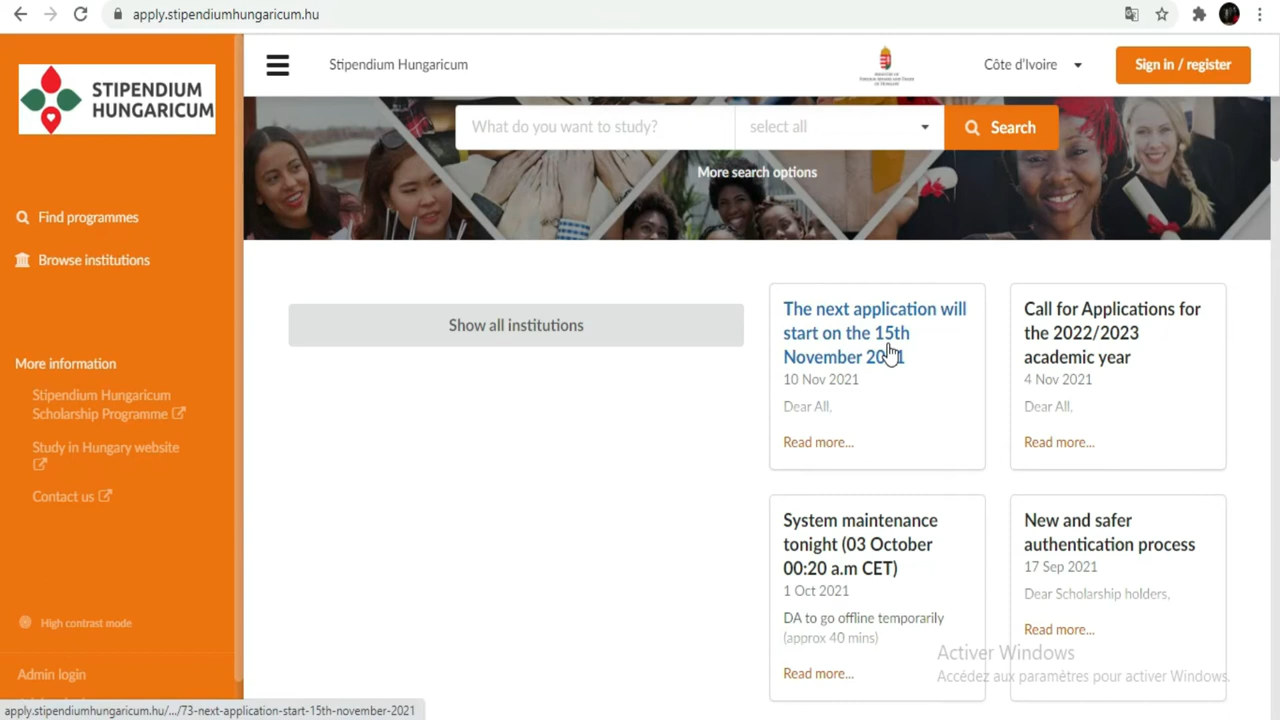 apply.stipendiumhungaricum.hu
STIPENDIUM
HUNGARICUM
Stipendium Hungaricum
Côte d'Ivoire
Sign in / register
What do you want to study?
select all
Search
More search options
Find programmes
Browse institutions
More information
Stipendium Hungaricum
Scholarship Programme
Study in Hungary website
Contact us
High contrast mode
Admin login
Show all institutions
The next application will
start on the 15th
November 2021
10 Nov 2021
Dear All,
Read more...
Call for Applications for
the 2022/2023
academic year
4 Nov 2021
Dear All,
Read more...
System maintenance
tonight (03 October
00:20 a.m CET)
1 Oct 2021
DA to go offline temporarily
(approx 40 mins)
Read more...
New and safer
authentication process
17 Sep 2021
Dear Scholarship holders,
Read more...
Activer Windows
Accédez aux paramètres pour activer Windows.
apply.stipendiumhungaricum.hu/.../73-next-application-start-15th-november-2021